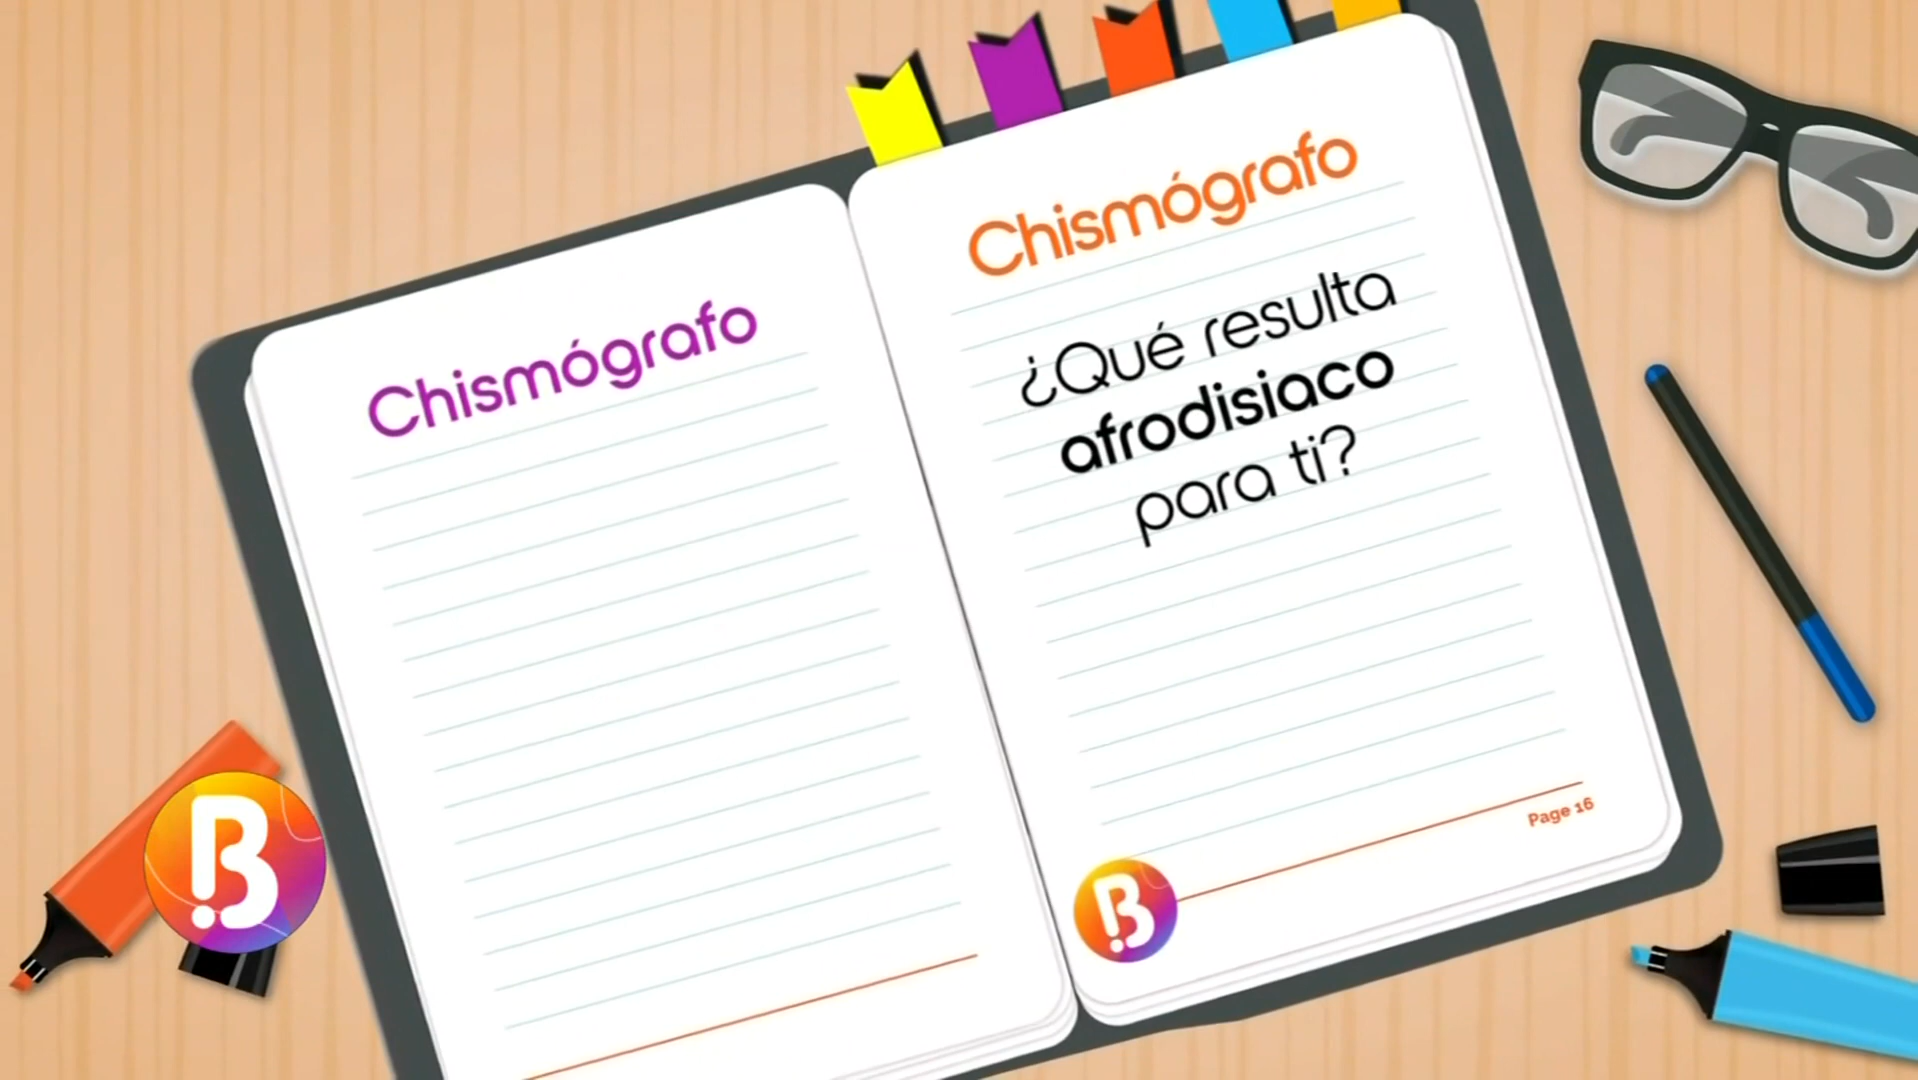 Chismógrafo
Chismógrafo
¿Qué resulta
afrodisiaco
para ti?
Page 16
B
B